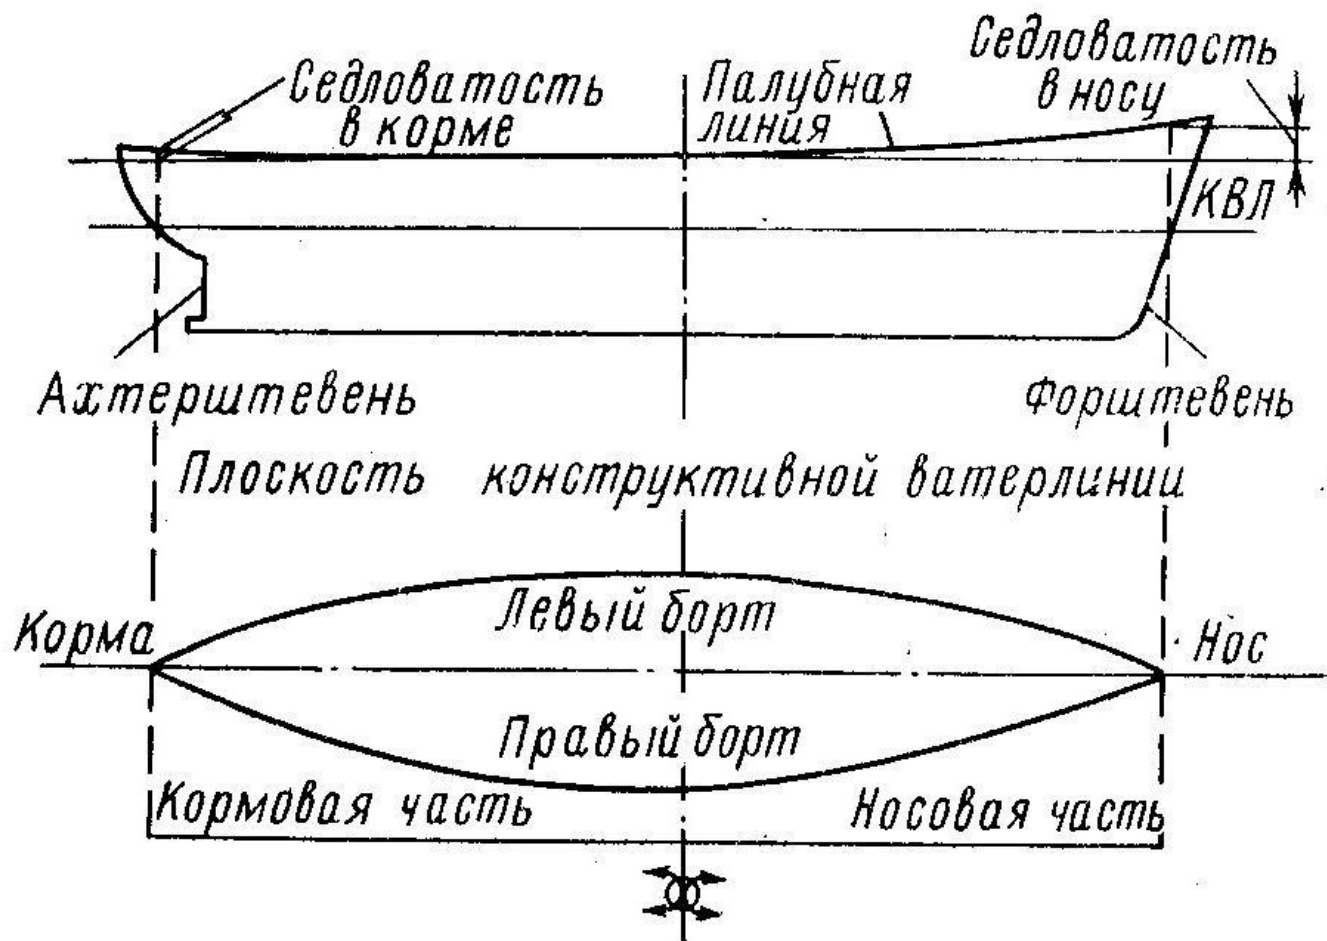 Седловатость
в корме
Палубная
линия
Седловатость
в носу
КВЛ
Ахтерштевень
Форштевень
Плоскость конструктивной ватерлинии
Левый борт
Корма
Нос
Правый борт
Кормовая часть
Носовая часть